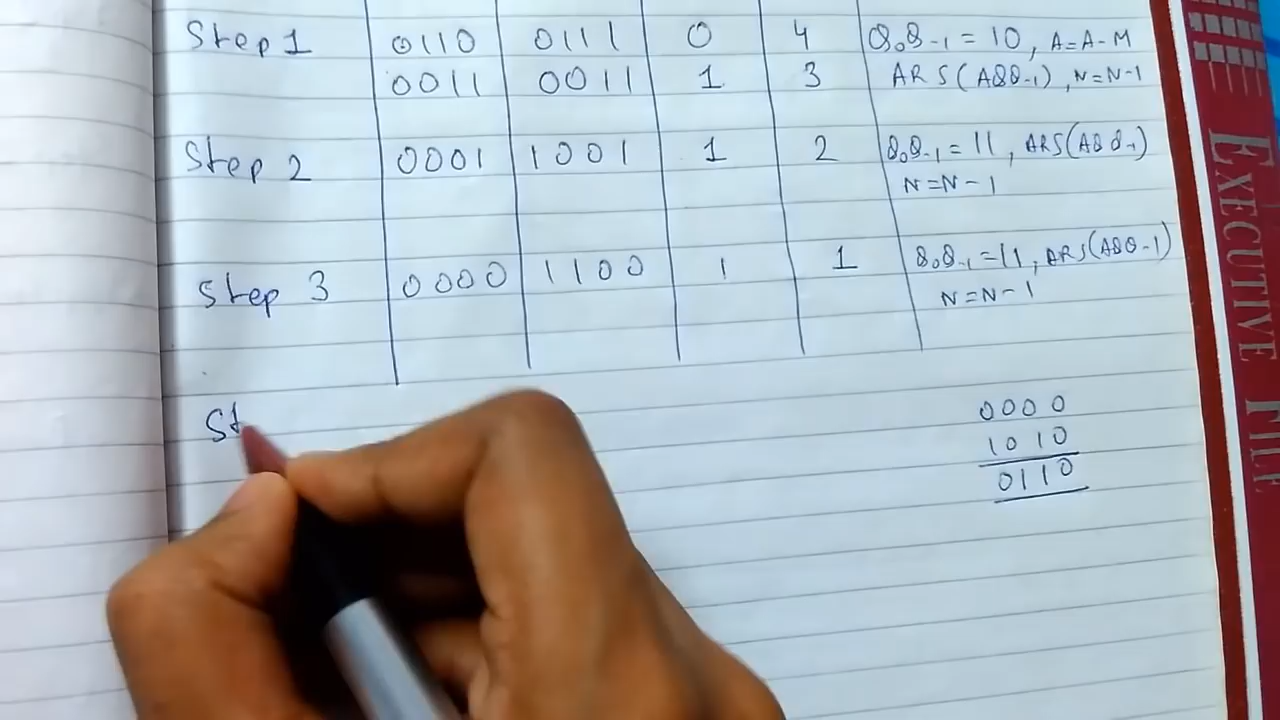 Step 1 0110 0111 0 4 Q0Q-1 = 10, A=A-M
0011 0011 1 3 ARS(AQQ-1), N=N-1
Step 2 0001 1001 1 2 Q0Q-1 = 11, ARS(AQQ-1)
N=N-1
Step 3 0000 1100 1 1 Q0Q-1=11, ARS(AQQ-1)
N=N-1
0000
St
1010
0110
EXECUTIVE FILE